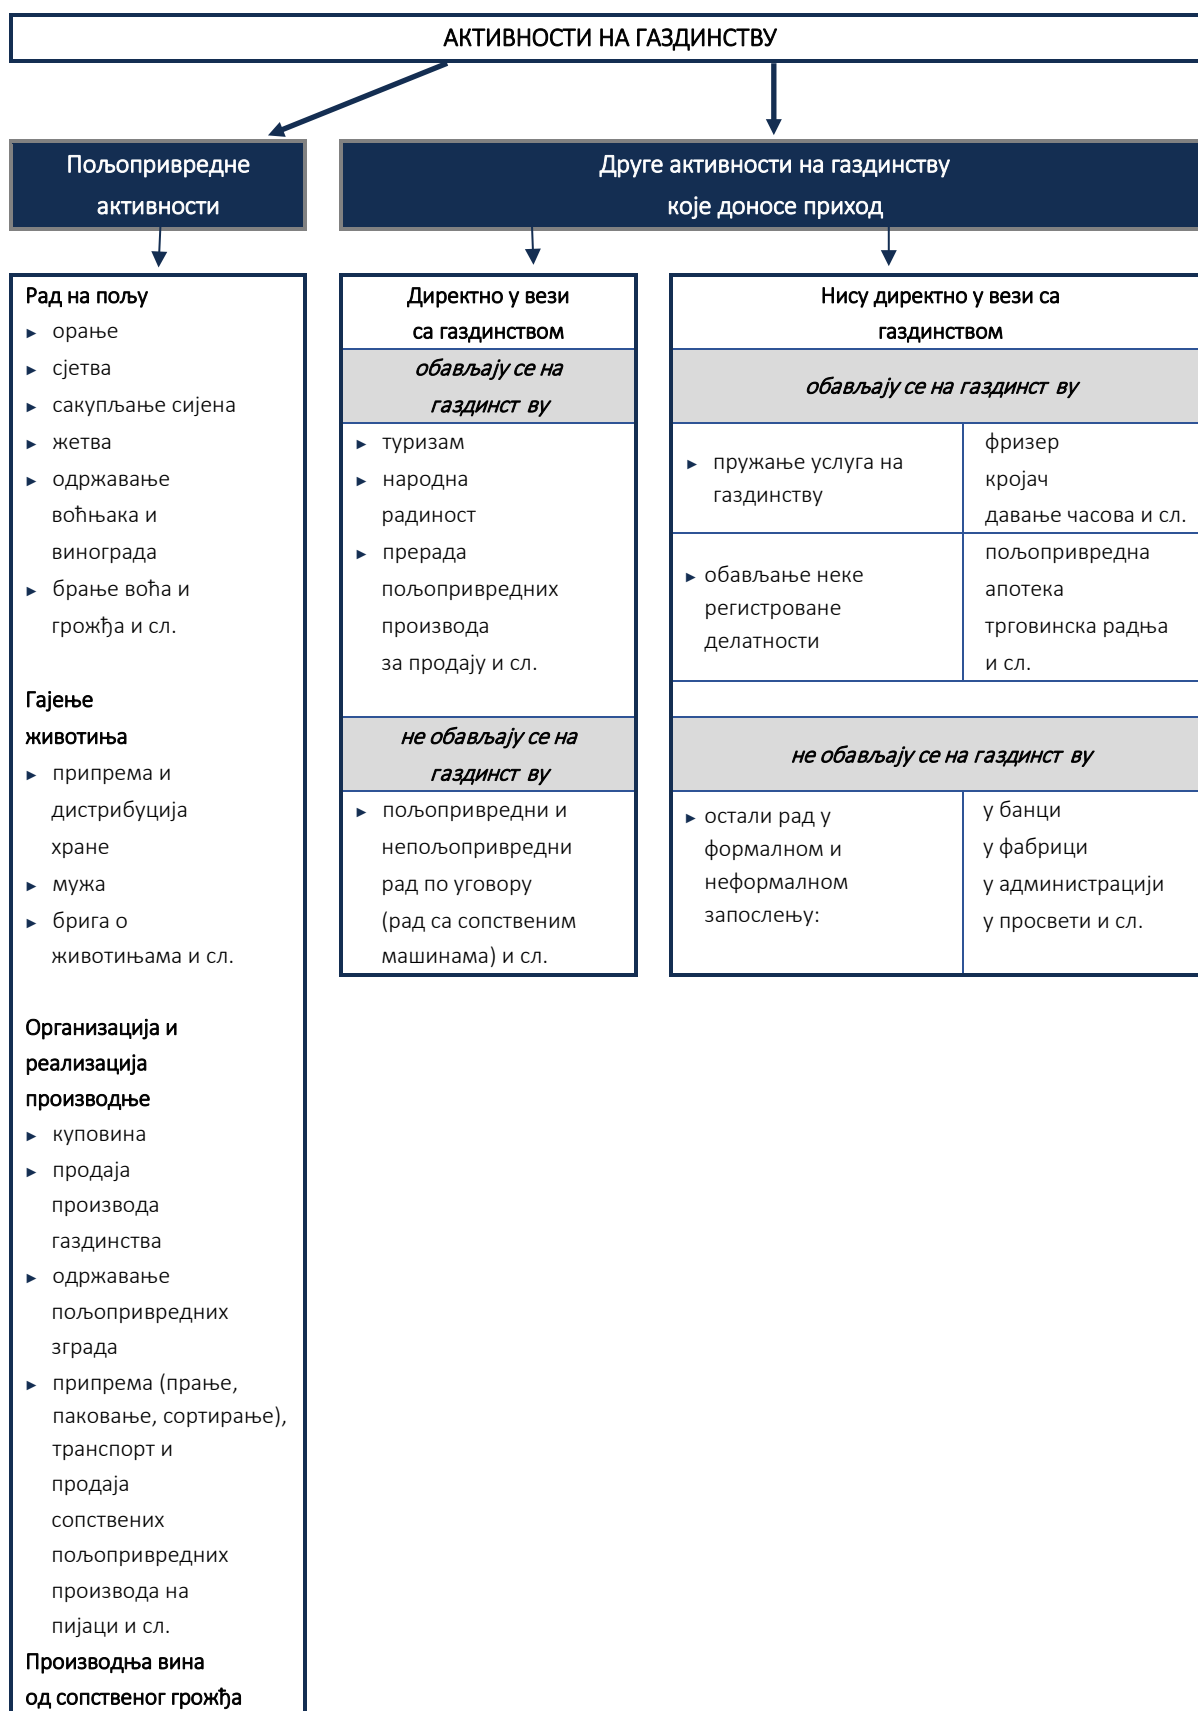 АКТИВНОСТИ НА ГАЗДИНСТВУ
Пољопривредне
активности
Друге активности на газдинству
које доносе приход
Рад на пољу
► орање
► сјетва
► сакупљање сијена
► жетва
► одржавање
воћњака и
винограда
► брање воћа и
грожђа и сл.
Гајење
животиња
► припрема и
дистрибуција
хране
► мужа
► брига о
животињама и сл.
Организација и
реализација
производње
► куповина
► продаја
производа
газдинства
► одржавање
пољопривредних
зграда
► припрема (прање,
паковање, сортирање),
транспорт и
продаја
сопствених
пољопривредних
производа на
пијаци и сл.
Производња вина
од сопственог грожђа
Директно у вези
са газдинством
обављају се на
газдинст ву
► туризам
► народна
радиност
► прерада
пољопривредних
производа
за продају и сл.
не обављају се на
газдинст ву
► пољопривредни и
непољопривредни
рад по уговору
(рад са сопственим
машинама) и сл.
Нису директно у вези са
газдинством
обављају се на газдинст ву
► пружање услуга на
газдинству
фризер
кројач
давање часова и сл.
► обављање неке
регистроване
делатности
пољопривредна
апотека
трговинска радња
и сл.
не обављају се на газдинст ву
► остали рад у
формалном и
неформалном
запослењу:
у банци
у фабрици
у администрацији
у просвети и сл.